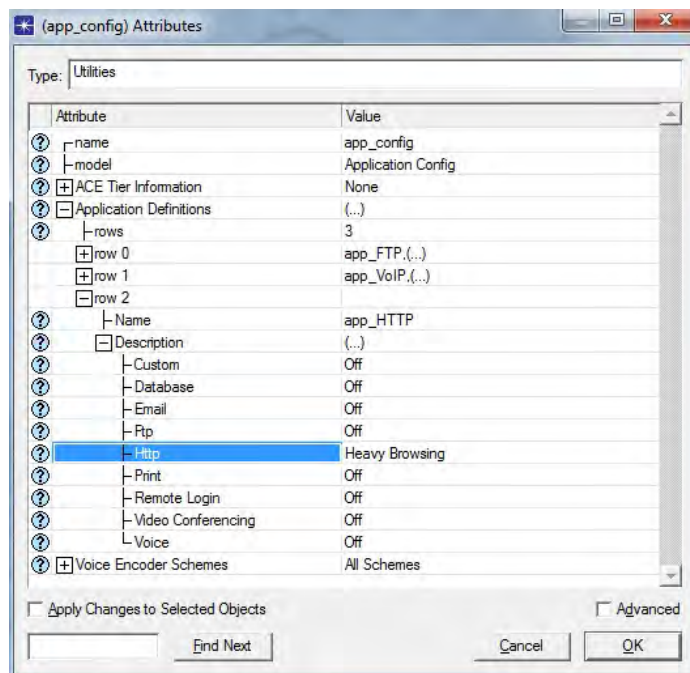 (app_config) Attributes
Type: Utilities
Attribute Value
name app_config
model Application Config
ACE Tier Information None
Application Definitions (...)
rows 3
row 0 app_FTP,(...)
row 1 app_VoIP,(...)
row 2
Name app_HTTP
Description (...)
Custom Off
Database Off
Email Off
Ftp Off
Http Heavy Browsing
Print Off
Remote Login Off
Video Conferencing Off
Voice Off
Voice Encoder Schemes All Schemes
Apply Changes to Selected Objects Advanced
Find Next Cancel OK